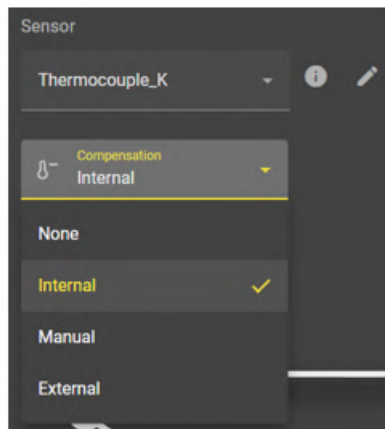 Sensor
Thermocouple_K
Compensation
Internal
None
Internal
Manual
External